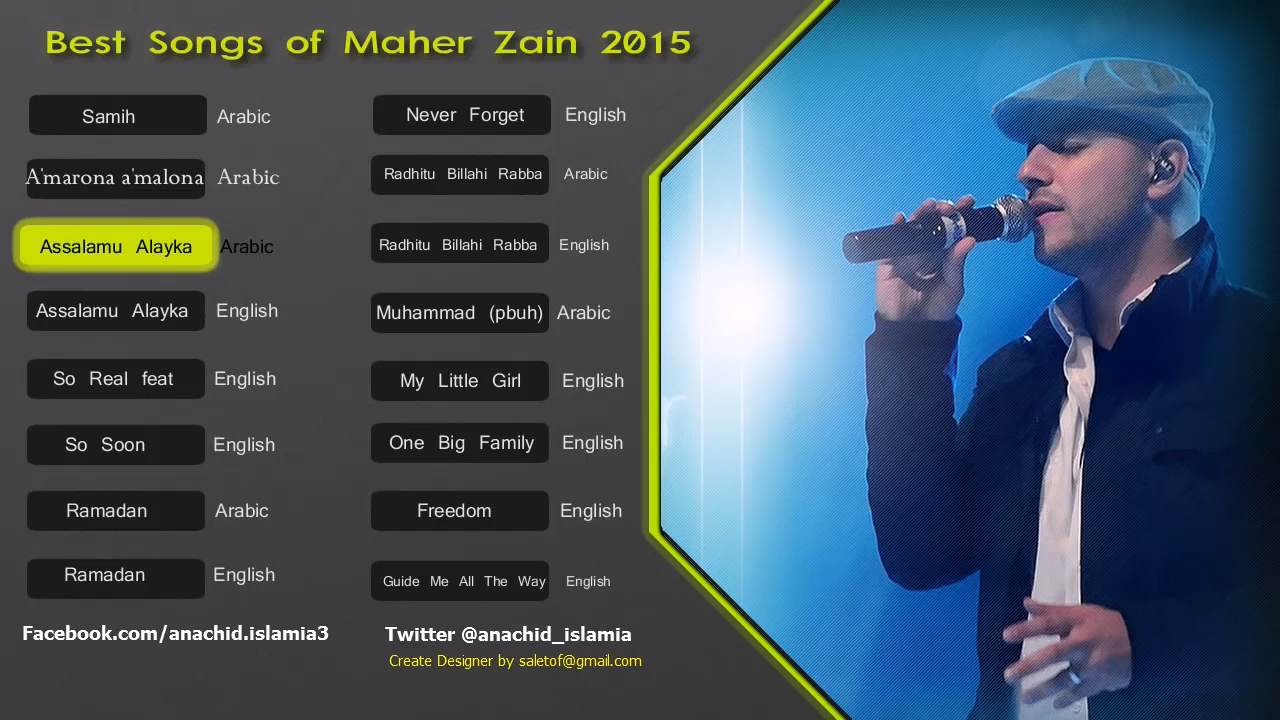 Best Songs of Maher Zain 2015
Samih Arabic
A'marona a'malona Arabic
Assalamu Alayka Arabic
Assalamu Alayka English
So Real feat English
So Soon English
Ramadan Arabic
Ramadan English
Never Forget English
Radhitu Billahi Rabba Arabic
Radhitu Billahi Rabba English
Muhammad (pbuh) Arabic
My Little Girl English
One Big Family English
Freedom English
Guide Me All The Way English
Facebook.com/anachid.islamia3
Twitter @anachid_islamia
Create Designer by saletof@gmail.com